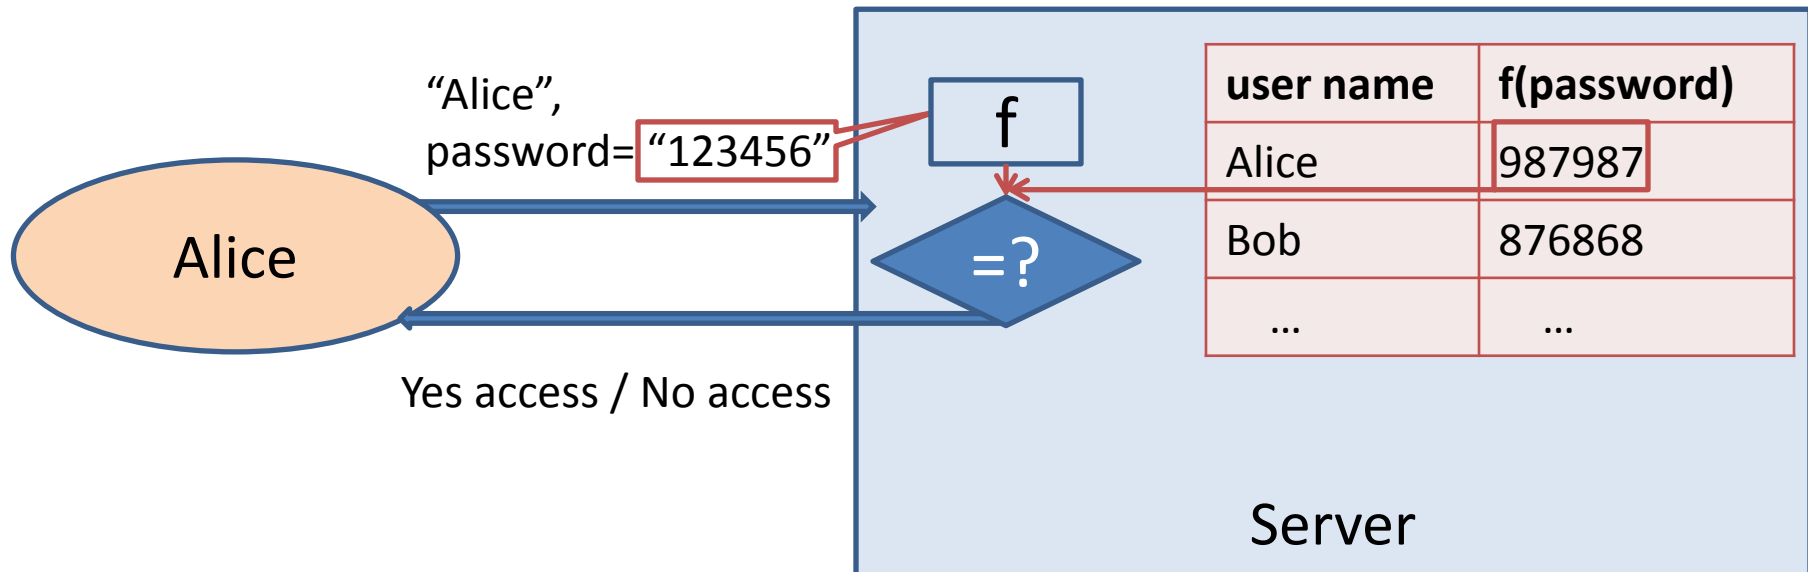 “Alice”,
password= “123456”
Alice
Yes access / No access
f
=?
user name f(password)
Alice 987987
Bob 876868
... ...
Server